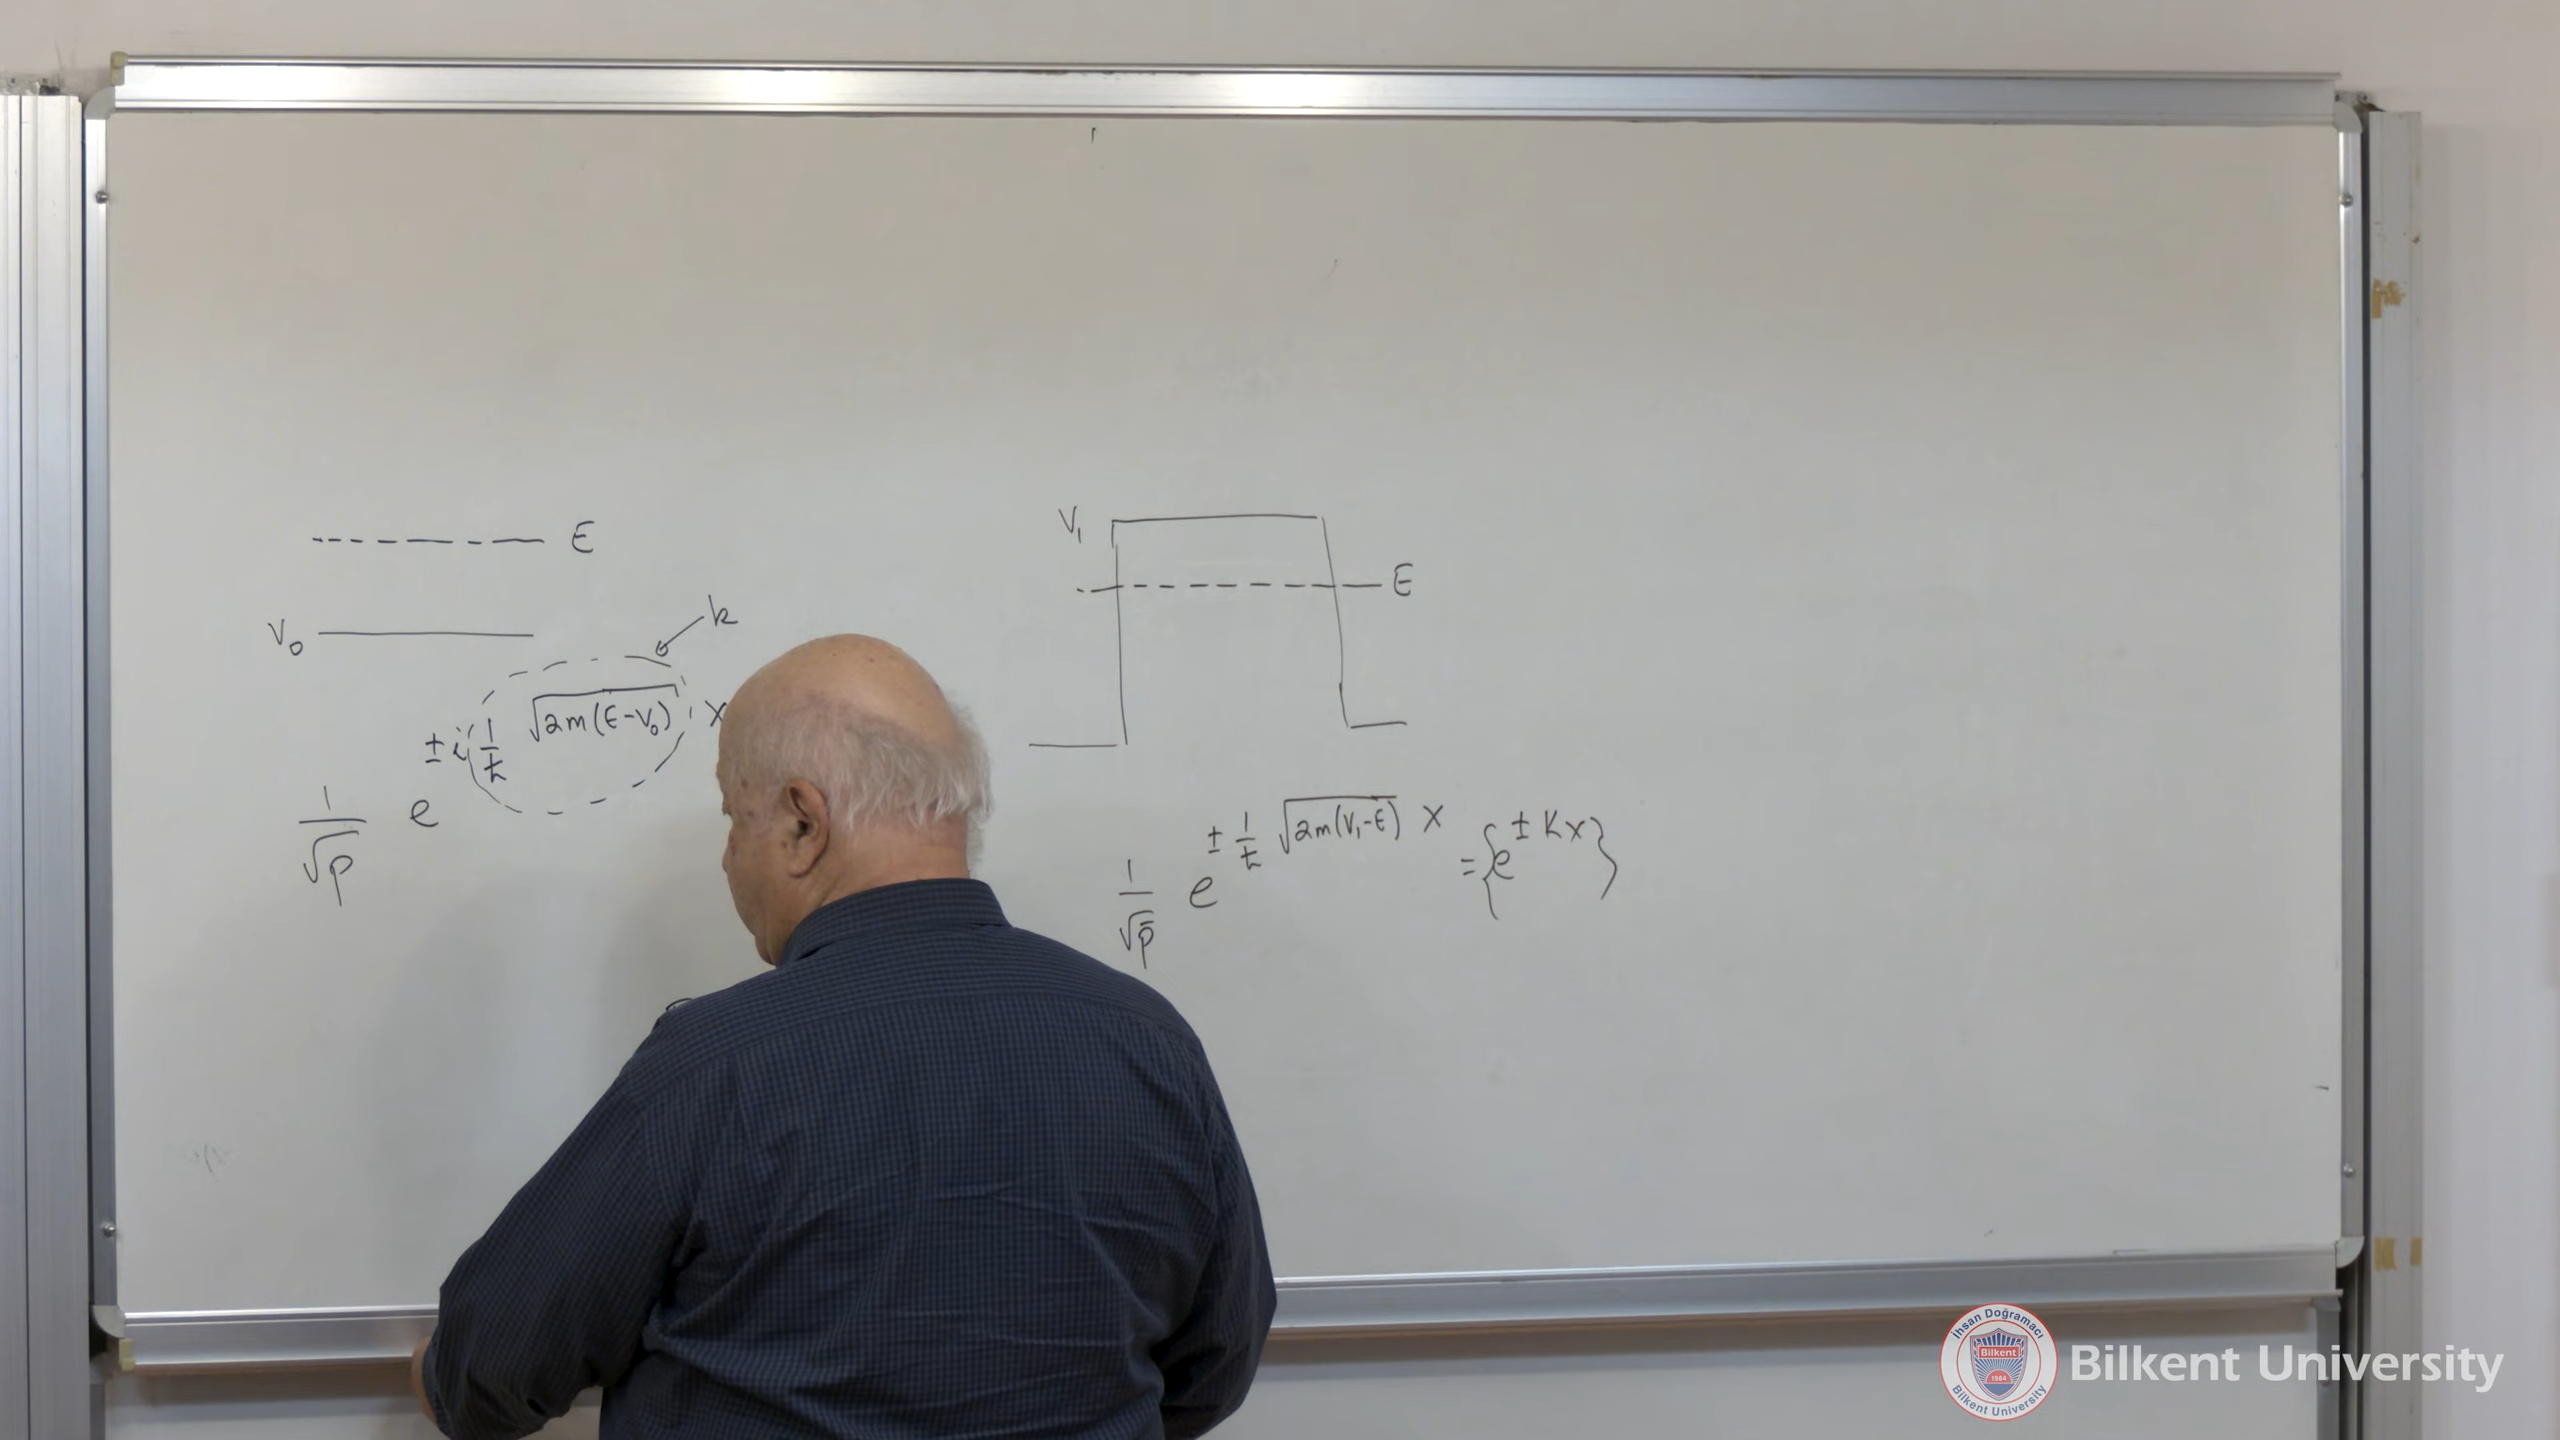 E
V₀
k
1/√p e^{± i 1/ħ √2m(E-V₀) x}
V₁
E
1/√p̄ e^{± 1/ħ √2m(V₁-E) x} = {e^{± Kx}}
İhsan Doğramacı
Bilkent
1984
Bilkent University
Bilkent University